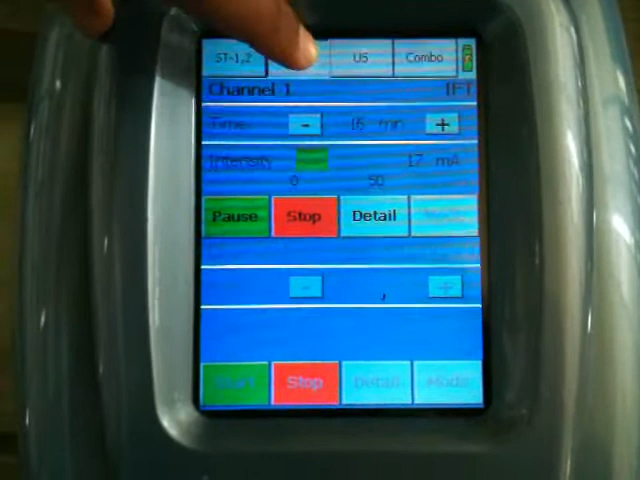 ST-1,2 US Combo
Channel 1 IFT
Time - 15 min +
Intensity 17 mA
0 50
Pause Stop Detail
- +
Start Stop Detail Mode